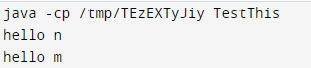 java -cp /tmp/TEzEXTyJiy TestThis
hello n
hello m